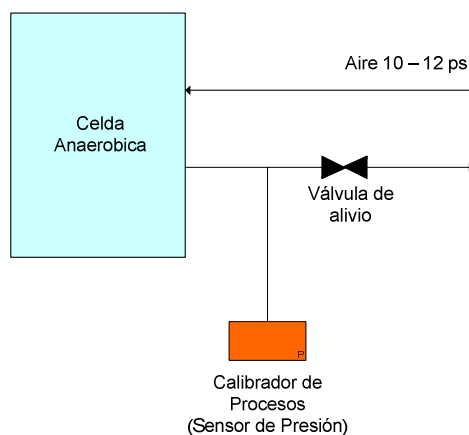 Aire 10 – 12 ps
Celda
Anaerobica
Válvula de
alivio
P
Calibrador de
Procesos
(Sensor de Presión)